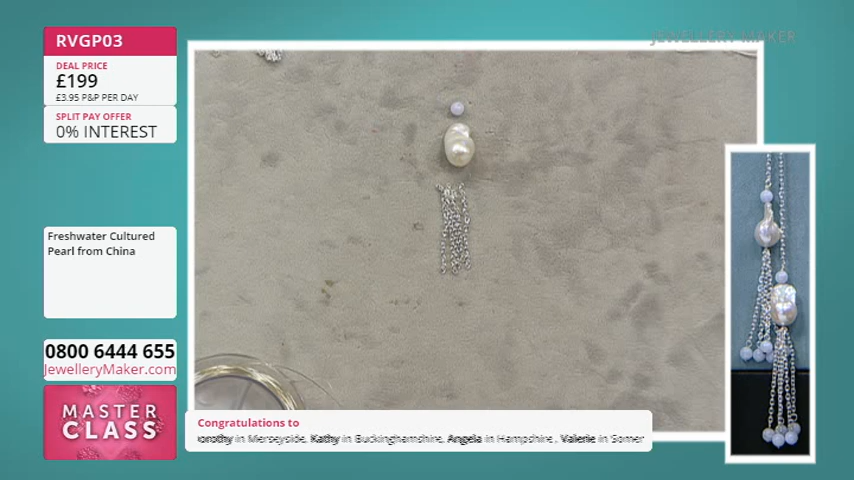 RVGP03
DEAL PRICE
£199
£3.95 P&P PER DAY
SPLIT PAY OFFER
0% INTEREST
Freshwater Cultured
Pearl from China
0800 6444 655
JewelleryMaker.com
MASTER
CLASS
JEWELLERY MAKER
Congratulations to
orothy in Merseyside, Kathy in Buckinghamshire, Angela in Hampshire, Valerie in Somer